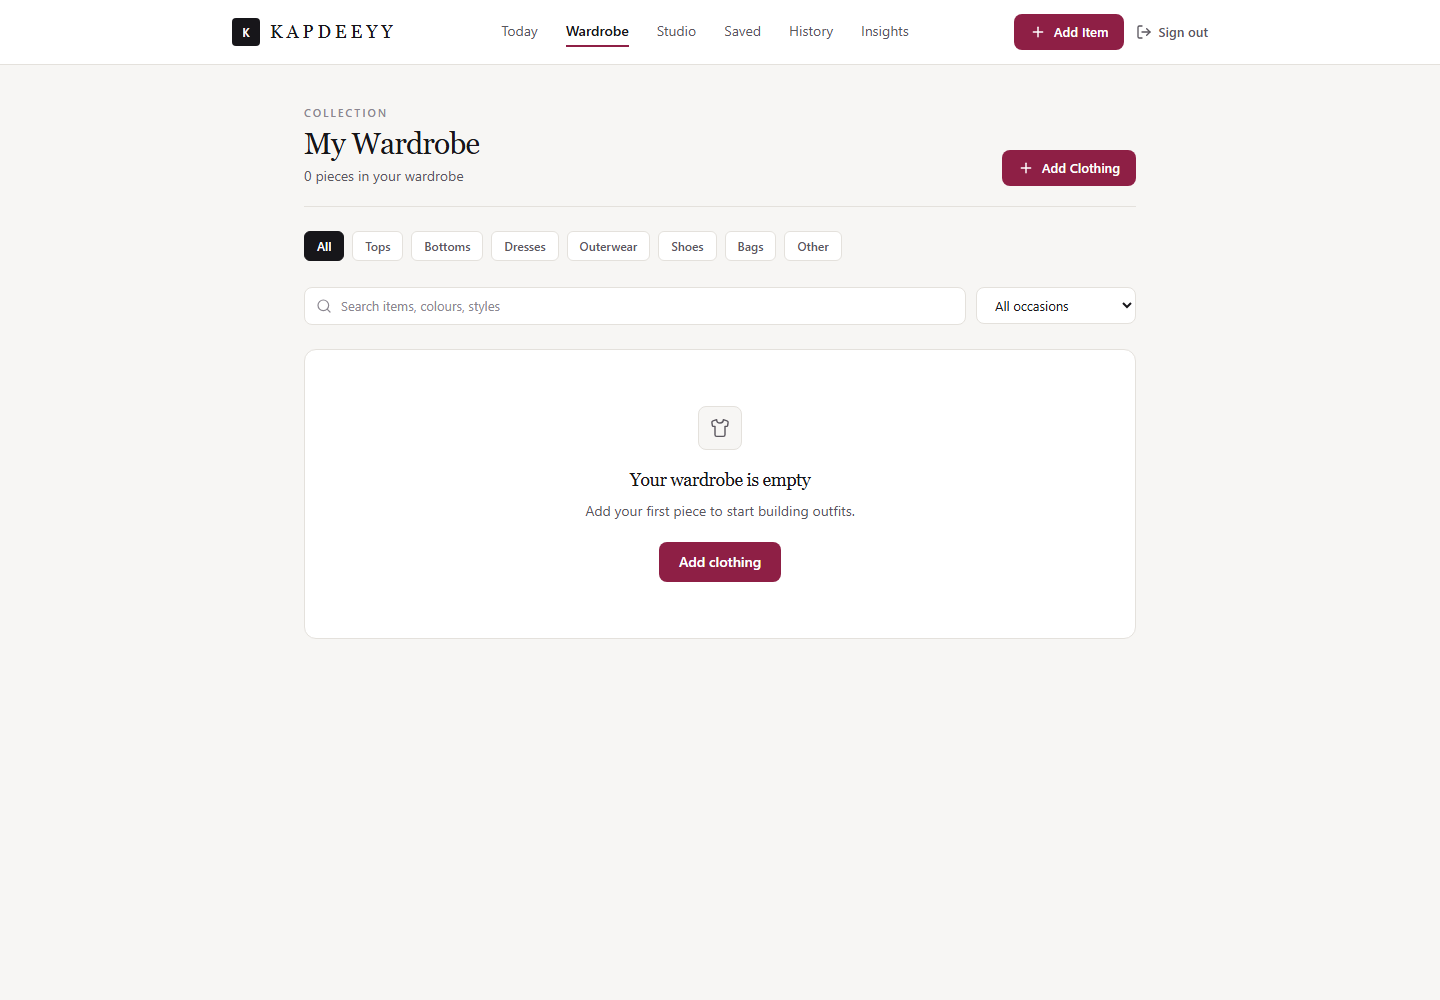 K KAPDEEYY
Today Wardrobe Studio Saved History Insights
+ Add Item
Sign out
COLLECTION
My Wardrobe
0 pieces in your wardrobe
+ Add Clothing
All Tops Bottoms Dresses Outerwear Shoes Bags Other
Search items, colours, styles
All occasions
Your wardrobe is empty
Add your first piece to start building outfits.
Add clothing